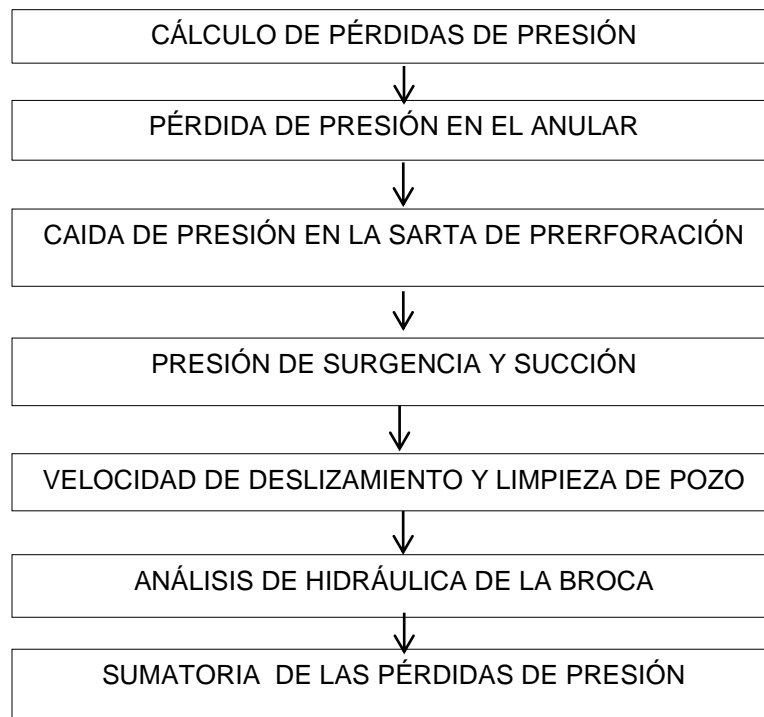 CÁLCULO DE PÉRDIDAS DE PRESIÓN
PÉRDIDA DE PRESIÓN EN EL ANULAR
CAIDA DE PRESIÓN EN LA SARTA DE PRERFORACIÓN
PRESIÓN DE SURGENCIA Y SUCCIÓN
VELOCIDAD DE DESLIZAMIENTO Y LIMPIEZA DE POZO
ANÁLISIS DE HIDRÁULICA DE LA BROCA
SUMATORIA DE LAS PÉRDIDAS DE PRESIÓN